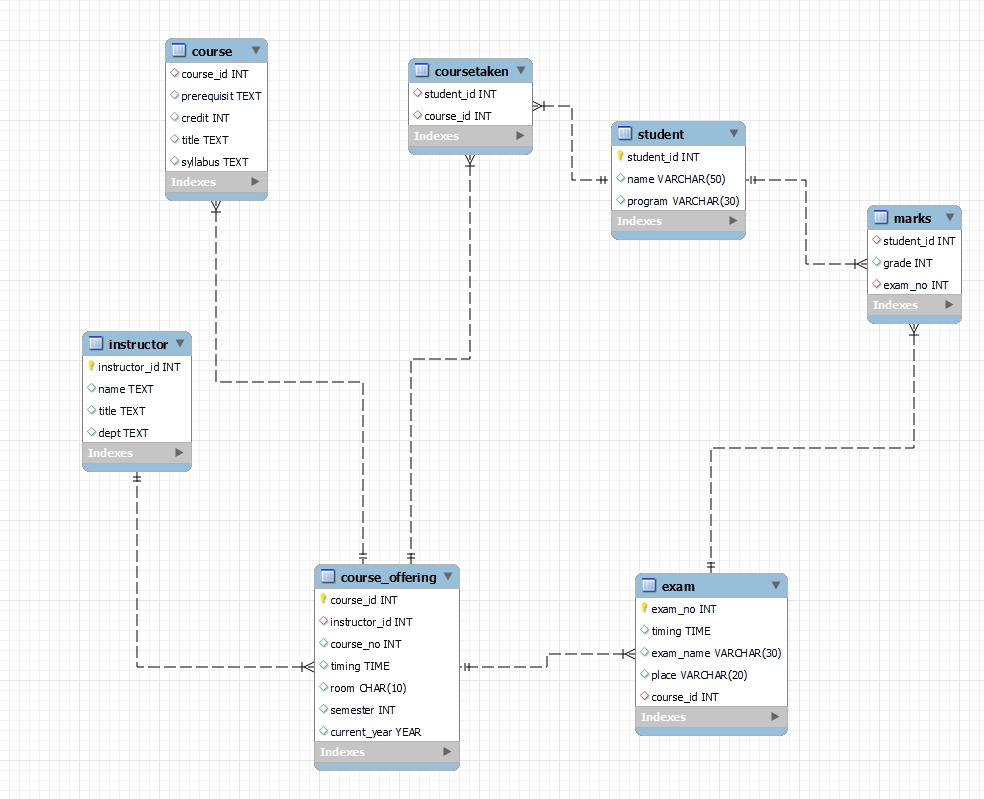 course
course_id INT
prerequisit TEXT
credit INT
title TEXT
syllabus TEXT
Indexes
coursetaken
student_id INT
course_id INT
Indexes
student
student_id INT
name VARCHAR(50)
program VARCHAR(30)
Indexes
marks
student_id INT
grade INT
exam_no INT
Indexes
instructor
instructor_id INT
name TEXT
title TEXT
dept TEXT
Indexes
course_offering
course_id INT
instructor_id INT
course_no INT
timing TIME
room CHAR(10)
semester INT
current_year YEAR
Indexes
exam
exam_no INT
timing TIME
exam_name VARCHAR(30)
place VARCHAR(20)
course_id INT
Indexes